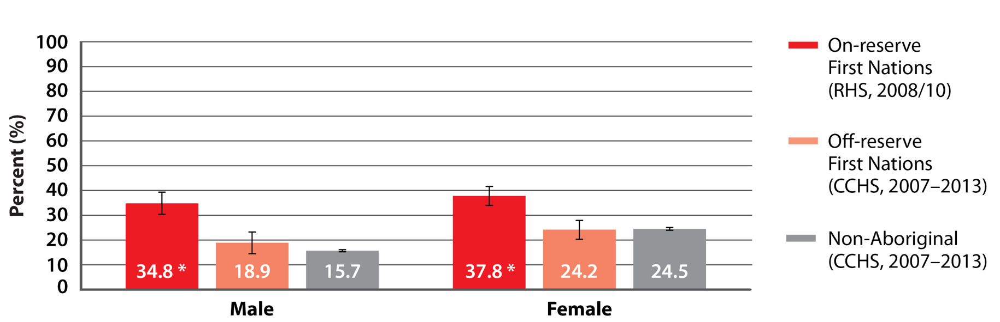 Percent (%)
100
90
80
70
60
50
40
30
20
10
0
34.8 *
18.9
15.7
37.8 *
24.2
24.5
Male
Female
On-reserve
First Nations
(RHS, 2008/10)
Off-reserve
First Nations
(CCHS, 2007–2013)
Non-Aboriginal
(CCHS, 2007–2013)